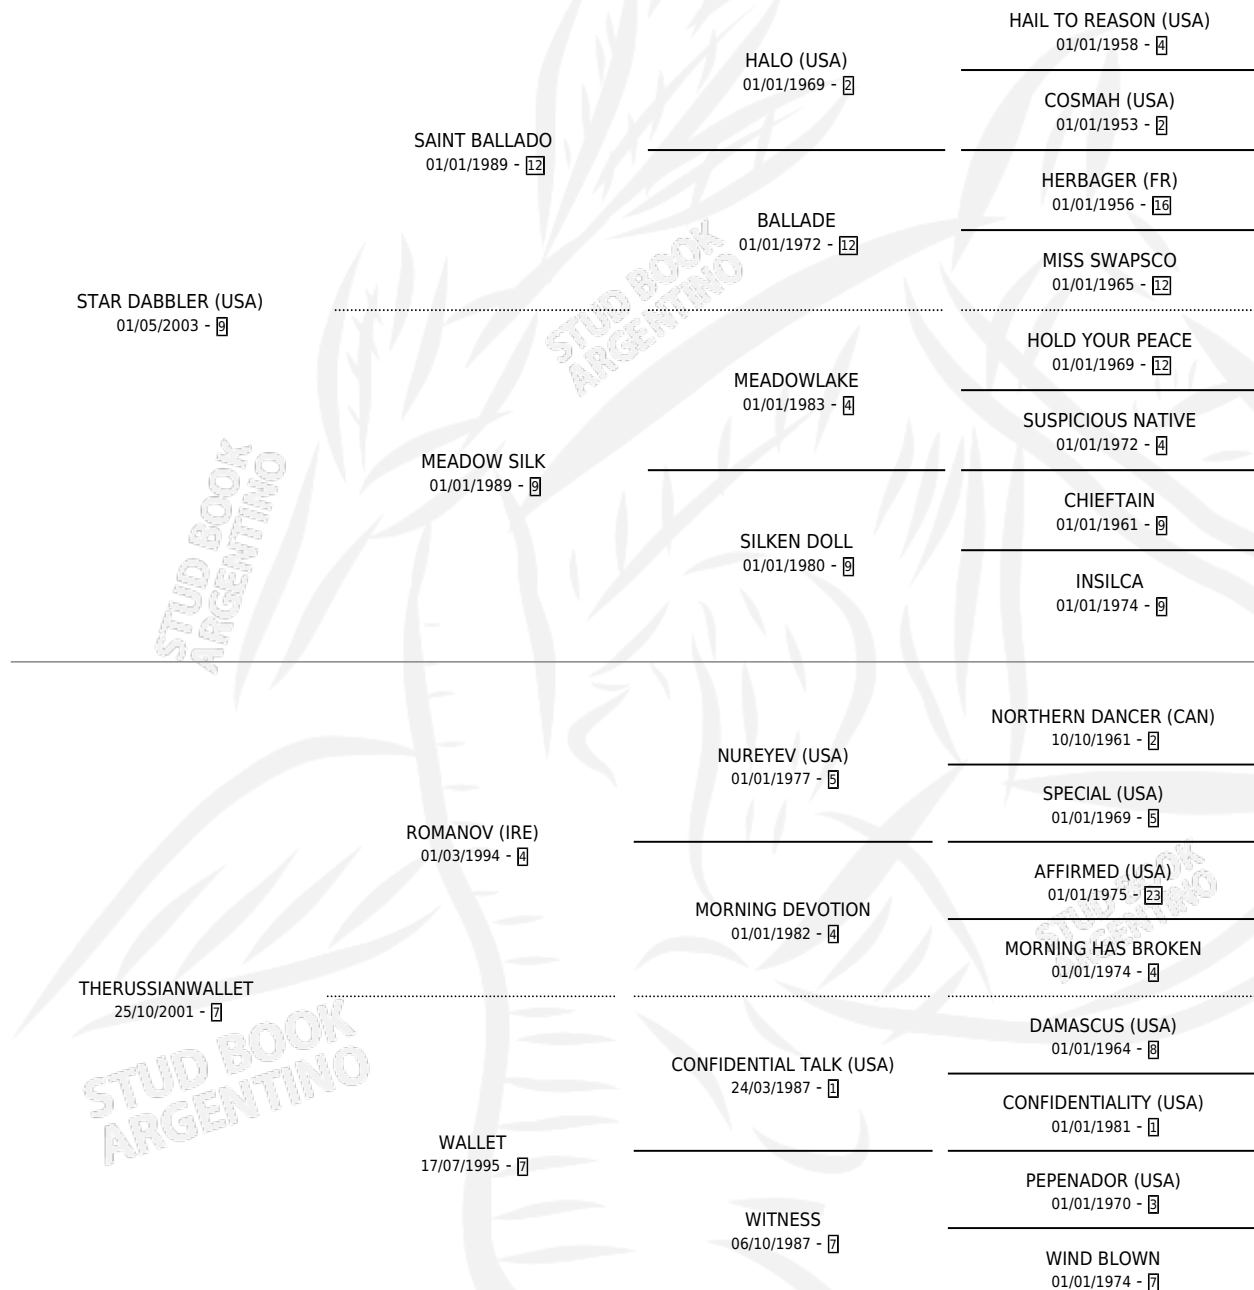 HAIL TO REASON (USA)
01/01/1958 - 4
HALO (USA)
01/01/1969 - 2
COSMAH (USA)
01/01/1953 - 2
SAINT BALLADO
01/01/1989 - 12
HERBAGER (FR)
01/01/1956 - 16
BALLADE
01/01/1972 - 12
MISS SWAPSCO
01/01/1965 - 12
STAR DABBLER (USA)
01/05/2003 - 9
STUD BOOK
ARGENTINO
HOLD YOUR PEACE
01/01/1969 - 12
MEADOWLAKE
01/01/1983 - 4
SUSPICIOUS NATIVE
01/01/1972 - 4
MEADOW SILK
01/01/1989 - 9
CHIEFTAIN
01/01/1961 - 9
SILKEN DOLL
01/01/1980 - 9
INSILCA
01/01/1974 - 9
STUD BOOK
ARGENTINO
NORTHERN DANCER (CAN)
10/10/1961 - 2
NUREYEV (USA)
01/01/1977 - 5
SPECIAL (USA)
01/01/1969 - 5
ROMANOV (IRE)
01/03/1994 - 4
AFFIRMED (USA)
01/01/1975 - 23
STUD BOOK
ARGENTINO
MORNING DEVOTION
01/01/1982 - 4
MORNING HAS BROKEN
01/01/1974 - 4
THERUSSIANWALLET
25/10/2001 - 7
STUD BOOK
ARGENTINO
DAMASCUS (USA)
01/01/1964 - 8
CONFIDENTIAL TALK (USA)
24/03/1987 - 1
CONFIDENTIALITY (USA)
01/01/1981 - 1
WALLET
17/07/1995 - 7
PEPENADOR (USA)
01/01/1970 - 3
WITNESS
06/10/1987 - 7
WIND BLOWN
01/01/1974 - 7